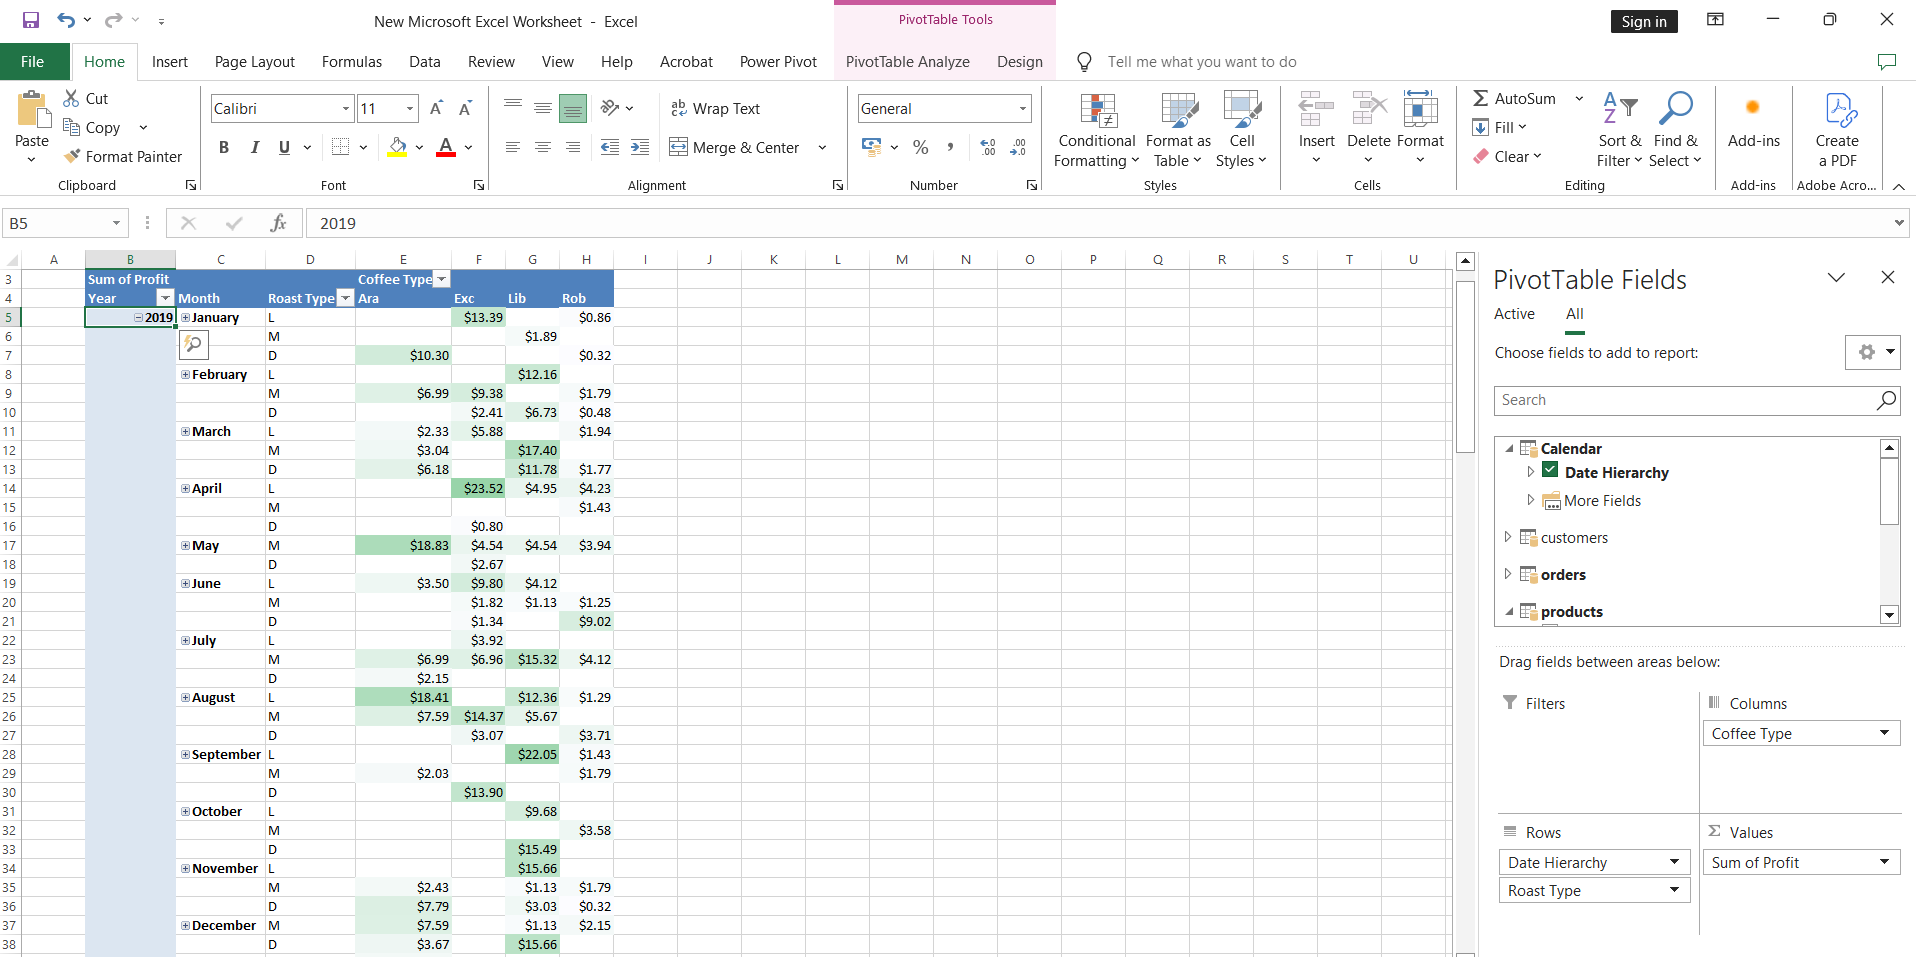 New Microsoft Excel Worksheet - Excel
PivotTable Tools
Sign in
File Home Insert Page Layout Formulas Data Review View Help Acrobat Power Pivot PivotTable Analyze Design Tell me what you want to do
Paste
Cut
Copy
Format Painter
Clipboard
Calibri 11
B I U
Font
Wrap Text
Merge & Center
Alignment
General
Number
Conditional Formatting
Format as Table
Cell Styles
Styles
Insert
Delete
Format
Cells
AutoSum
Fill
Clear
Sort & Filter
Find & Select
Editing
Add-ins
Add-ins
Create a PDF
Adobe Acro...
B5 fx 2019
A B C D E F G H I J K L M N O P Q R S T U
3 Sum of Profit Coffee Type
4 Year Month Roast Type Ara Exc Lib Rob
5 2019 January L $13.39 $0.86
6 M $1.89
7 D $10.30 $0.32
8 February L $12.16
9 M $6.99 $9.38 $1.79
10 D $2.41 $6.73 $0.48
11 March L $2.33 $5.88 $1.94
12 M $3.04 $17.40
13 D $6.18 $11.78 $1.77
14 April L $23.52 $4.95 $4.23
15 M $1.43
16 D $0.80
17 May M $18.83 $4.54 $4.54 $3.94
18 D $2.67
19 June L $3.50 $9.80 $4.12
20 M $1.82 $1.13 $1.25
21 D $1.34 $9.02
22 July L $3.92
23 M $6.99 $6.96 $15.32 $4.12
24 D $2.15
25 August L $18.41 $12.36 $1.29
26 M $7.59 $14.37 $5.67
27 D $3.07 $3.71
28 September L $22.05 $1.43
29 M $2.03 $1.79
30 D $13.90
31 October L $9.68
32 M $3.58
33 D $15.49
34 November L $15.66
35 M $2.43 $1.13 $1.79
36 D $7.79 $3.03 $0.32
37 December M $7.59 $1.13 $2.15
38 D $3.67 $15.66
PivotTable Fields
Active All
Choose fields to add to report:
Search
Calendar
Date Hierarchy
More Fields
customers
orders
products
Drag fields between areas below:
Filters
Columns
Coffee Type
Rows
Date Hierarchy
Roast Type
Values
Sum of Profit